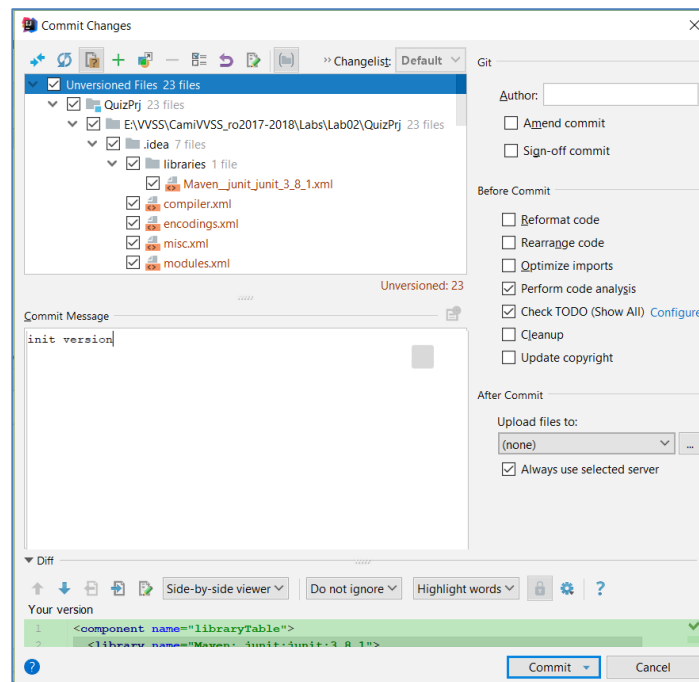 Commit Changes
Changelist: Default
Unversioned Files 23 files
QuizPrj 23 files
E:\VVSS\CamiVVSS_ro2017-2018\Labs\Lab02\QuizPrj 23 files
.idea 7 files
libraries 1 file
Maven__junit_junit_3_8_1.xml
compiler.xml
encodings.xml
misc.xml
modules.xml
Unversioned: 23
Commit Message
init version
Git
Author:
Amend commit
Sign-off commit
Before Commit
Reformat code
Rearrange code
Optimize imports
Perform code analysis
Check TODO (Show All) Configure
Cleanup
Update copyright
After Commit
Upload files to:
(none)
...
Always use selected server
Diff
Side-by-side viewer Do not ignore Highlight words ?
Your version
1 <component name="libraryTable">
2 <library name="Maven: junit:junit:3.8.1">
? Commit Cancel